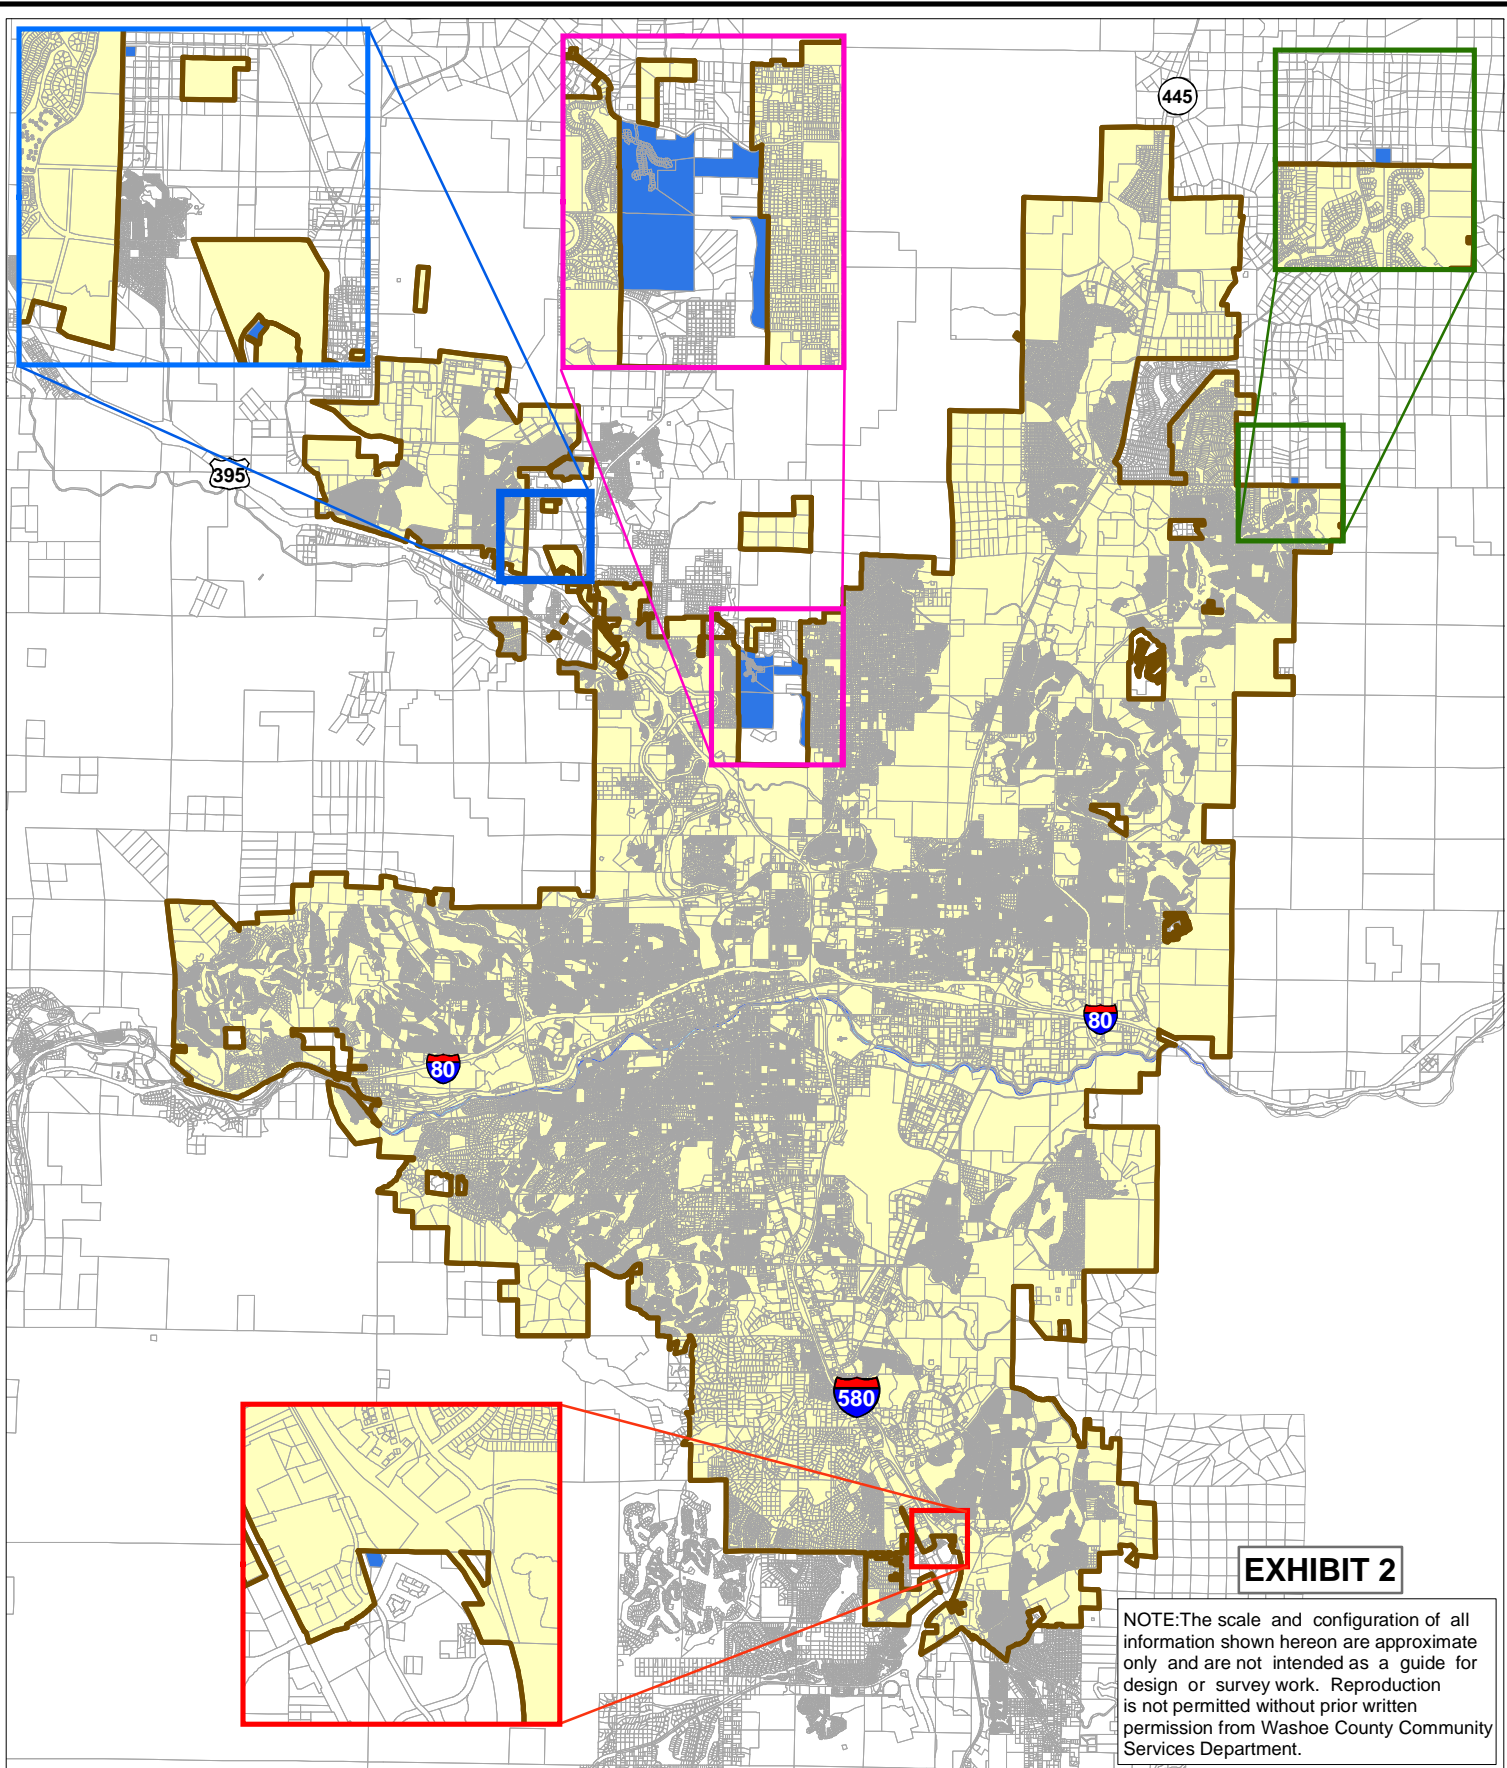 445
395
80
80
580
EXHIBIT 2
NOTE:The scale and configuration of all
information shown hereon are approximate
only and are not intended as a guide for
design or survey work. Reproduction
is not permitted without prior written
permission from Washoe County Community
Services Department.